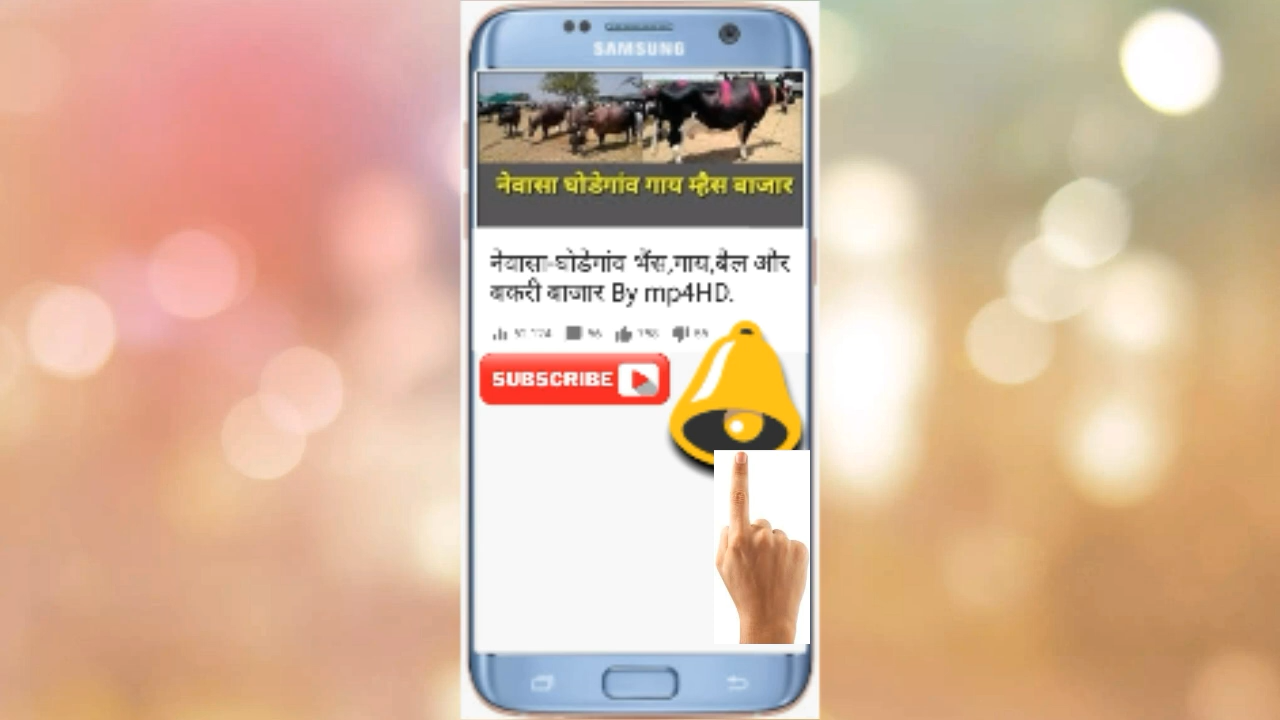 SAMSUNG
नेवासा घोडेगांव गाय म्हैस बाजार
नेवासा-घोडेगांव भैंस,गाय,बैल और
बकरी बाजार By mp4HD.
SUBSCRIBE